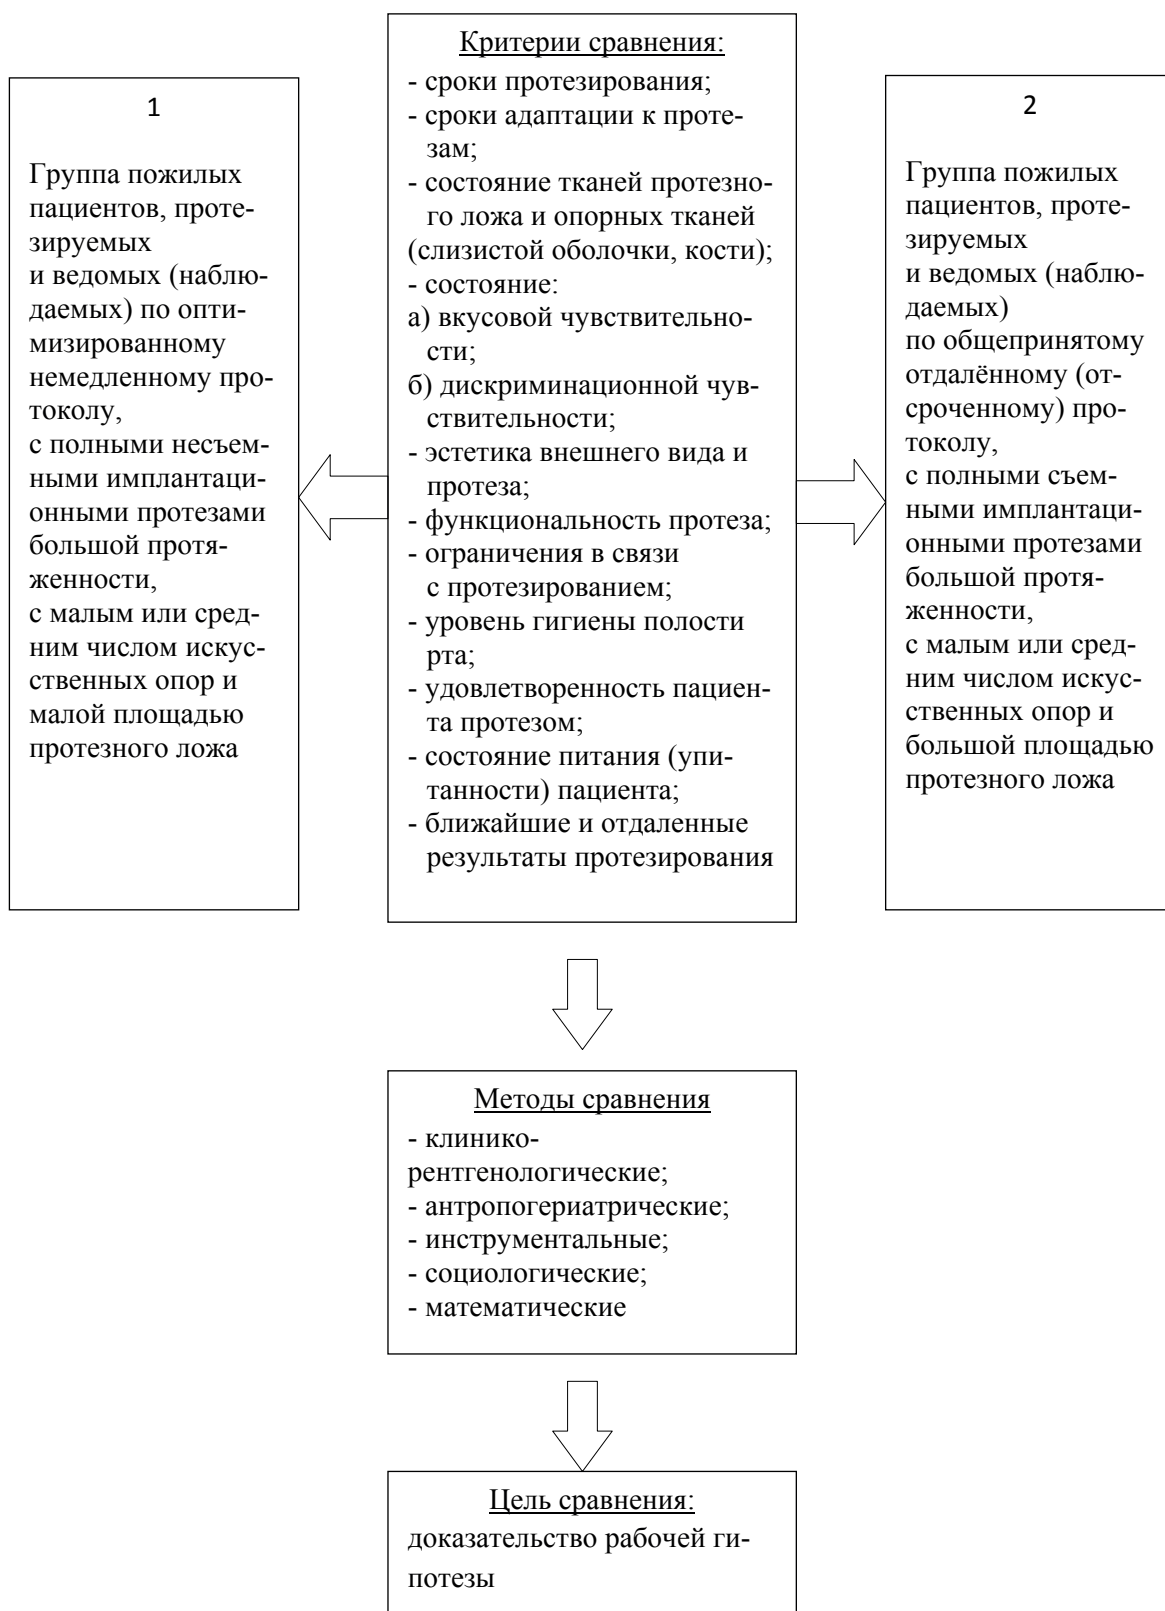 1
Группа пожилых
пациентов, проте-
зируемых
и ведомых (наблю-
даемых) по опти-
мизированному
немедленному про-
токолу,
с полными несъем-
ными имплантаци-
онными протезами
большой протя-
женности,
с малым или сред-
ним числом искус-
ственных опор и
малой площадью
протезного ложа
Критерии сравнения:
- сроки протезирования;
- сроки адаптации к проте-
зам;
- состояние тканей протезно-
го ложа и опорных тканей
(слизистой оболочки, кости);
- состояние:
а) вкусовой чувствительно-
сти;
б) дискриминационной чув-
ствительности;
- эстетика внешнего вида и
протеза;
- функциональность протеза;
- ограничения в связи
с протезированием;
- уровень гигиены полости
рта;
- удовлетворенность пациен-
та протезом;
- состояние питания (упи-
танности) пациента;
- ближайшие и отдаленные
результаты протезирования
2
Группа пожилых
пациентов, проте-
зируемых
и ведомых (наблю-
даемых)
по общепринятому
отдалённому (от-
сроченному) про-
токолу,
с полными съем-
ными имплантаци-
онными протезами
большой протя-
женности,
с малым или сред-
ним числом искус-
ственных опор и
большой площадью
протезного ложа
Методы сравнения
- клинико-
рентгенологические;
- антропогериатрические;
- инструментальные;
- социологические;
- математические
Цель сравнения:
доказательство рабочей ги-
потезы